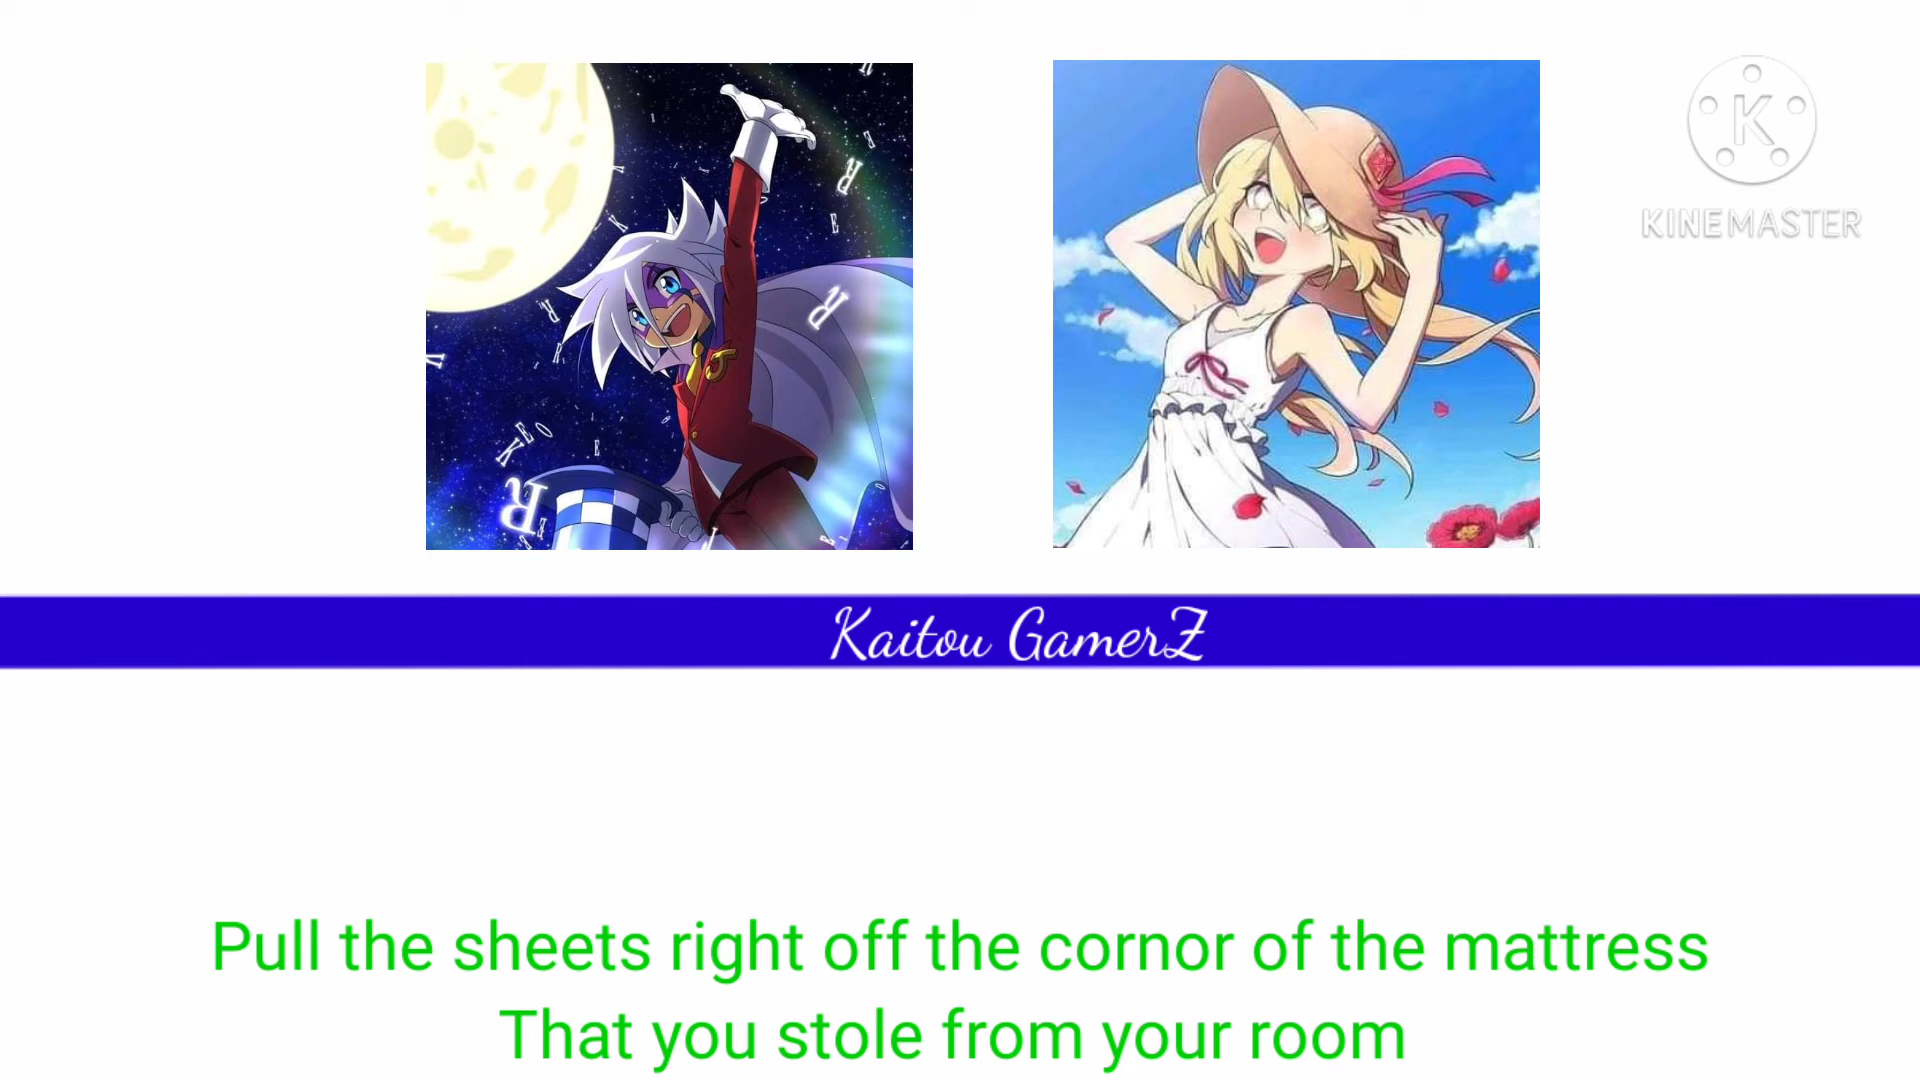 KINEMASTER
Kaitou GamerZ
Pull the sheets right off the cornor of the mattress
That you stole from your room